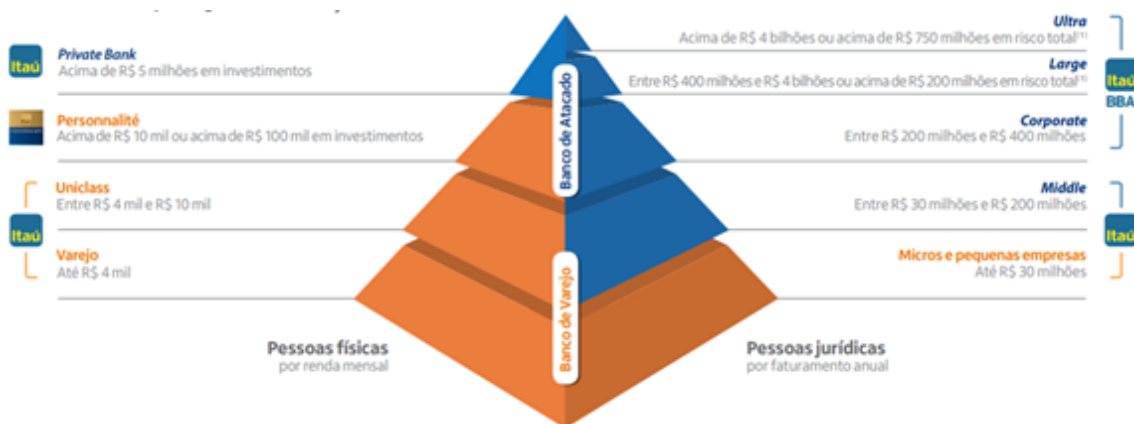 Itaú
Private Bank
Acima de R$ 5 milhões em investimentos
Personnalité
Acima de R$ 10 mil ou acima de R$ 100 mil em investimentos
Uniclass
Entre R$ 4 mil e R$ 10 mil
Itaú
Varejo
Até R$ 4 mil
Pessoas físicas
por renda mensal
Banco de Atacado
Banco de Varejo
Ultra
Acima de R$ 4 bilhões ou acima de R$ 750 milhões em risco total⁽¹⁾
Large
Entre R$ 400 milhões e R$ 4 bilhões ou acima de R$ 200 milhões em risco total⁽¹⁾
Itaú
BBA
Corporate
Entre R$ 200 milhões e R$ 400 milhões
Middle
Entre R$ 30 milhões e R$ 200 milhões
Itaú
Micros e pequenas empresas
Até R$ 30 milhões
Pessoas jurídicas
por faturamento anual